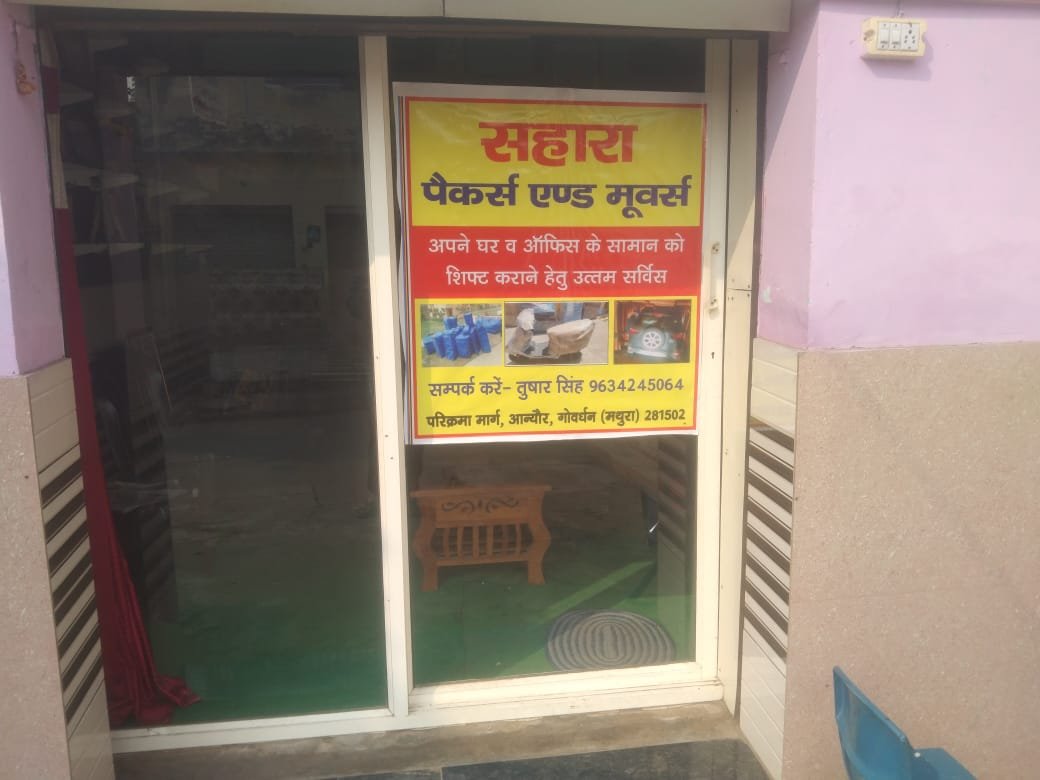 सहारा
पैकर्स एण्ड मूवर्स
अपने घर व ऑफिस के सामान को
शिफ्ट कराने हेतु उत्तम सर्विस
सम्पर्क करें- तुषार सिंह 9634245064
परिक्रमा मार्ग, आन्यौर, गोवर्धन (मथुरा) 281502